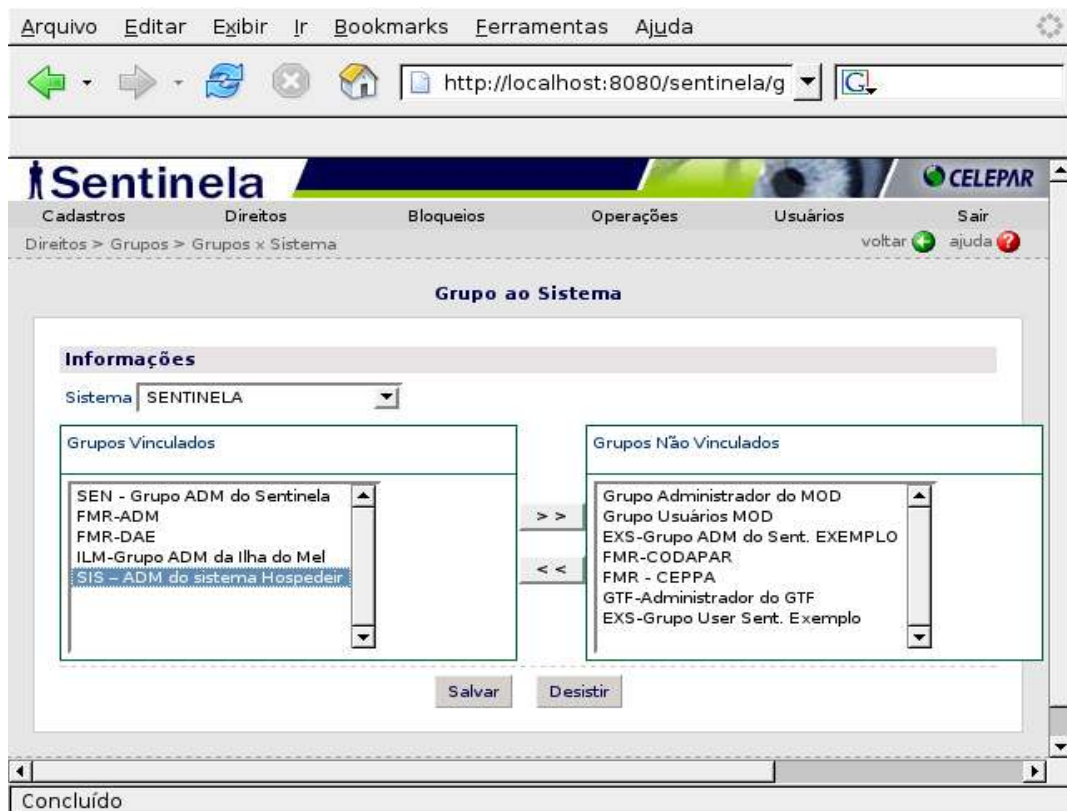 Arquivo Editar Exibir Ir Bookmarks Ferramentas Ajuda
http://localhost:8080/sentinela/g
G
Sentinela
CELEPAR
Cadastros Direitos Bloqueios Operações Usuários Sair
Direitos > Grupos > Grupos x Sistema
voltar ajuda ?
Grupo ao Sistema
Informações
Sistema SENTINELA
Grupos Vinculados
SEN - Grupo ADM do Sentinela
FMR-ADM
FMR-DAE
ILM-Grupo ADM da Ilha do Mel
SIS – ADM do sistema Hospedeir
> >
< <
Grupos Não Vinculados
Grupo Administrador do MOD
Grupo Usuários MOD
EXS-Grupo ADM do Sent. EXEMPLO
FMR-CODAPAR
FMR - CEPPA
GTF-Administrador do GTF
EXS-Grupo User Sent. Exemplo
Salvar Desistir
Concluído